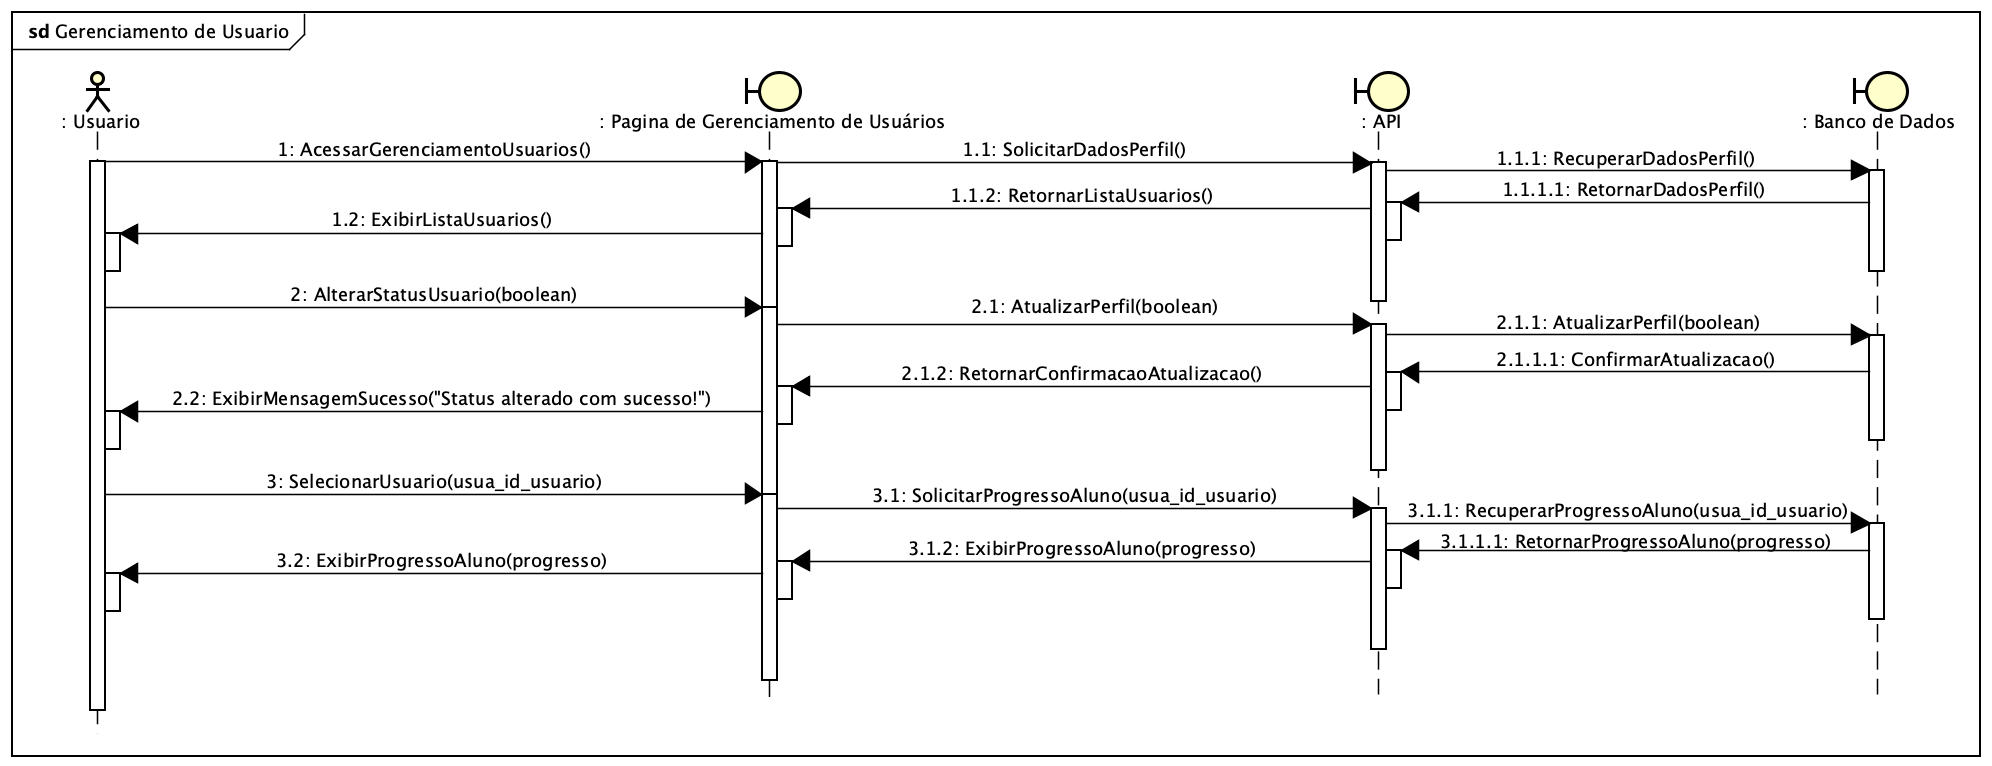 sd Gerenciamento de Usuario
: Usuario
: Pagina de Gerenciamento de Usuários
: API
: Banco de Dados
1: AcessarGerenciamentoUsuarios()
1.1: SolicitarDadosPerfil()
1.1.1: RecuperarDadosPerfil()
1.1.1.1: RetornarDadosPerfil()
1.1.2: RetornarListaUsuarios()
1.2: ExibirListaUsuarios()
2: AlterarStatusUsuario(boolean)
2.1: AtualizarPerfil(boolean)
2.1.1: AtualizarPerfil(boolean)
2.1.1.1: ConfirmarAtualizacao()
2.1.2: RetornarConfirmacaoAtualizacao()
2.2: ExibirMensagemSucesso("Status alterado com sucesso!")
3: SelecionarUsuario(usua_id_usuario)
3.1: SolicitarProgressoAluno(usua_id_usuario)
3.1.1: RecuperarProgressoAluno(usua_id_usuario)
3.1.1.1: RetornarProgressoAluno(progresso)
3.1.2: ExibirProgressoAluno(progresso)
3.2: ExibirProgressoAluno(progresso)